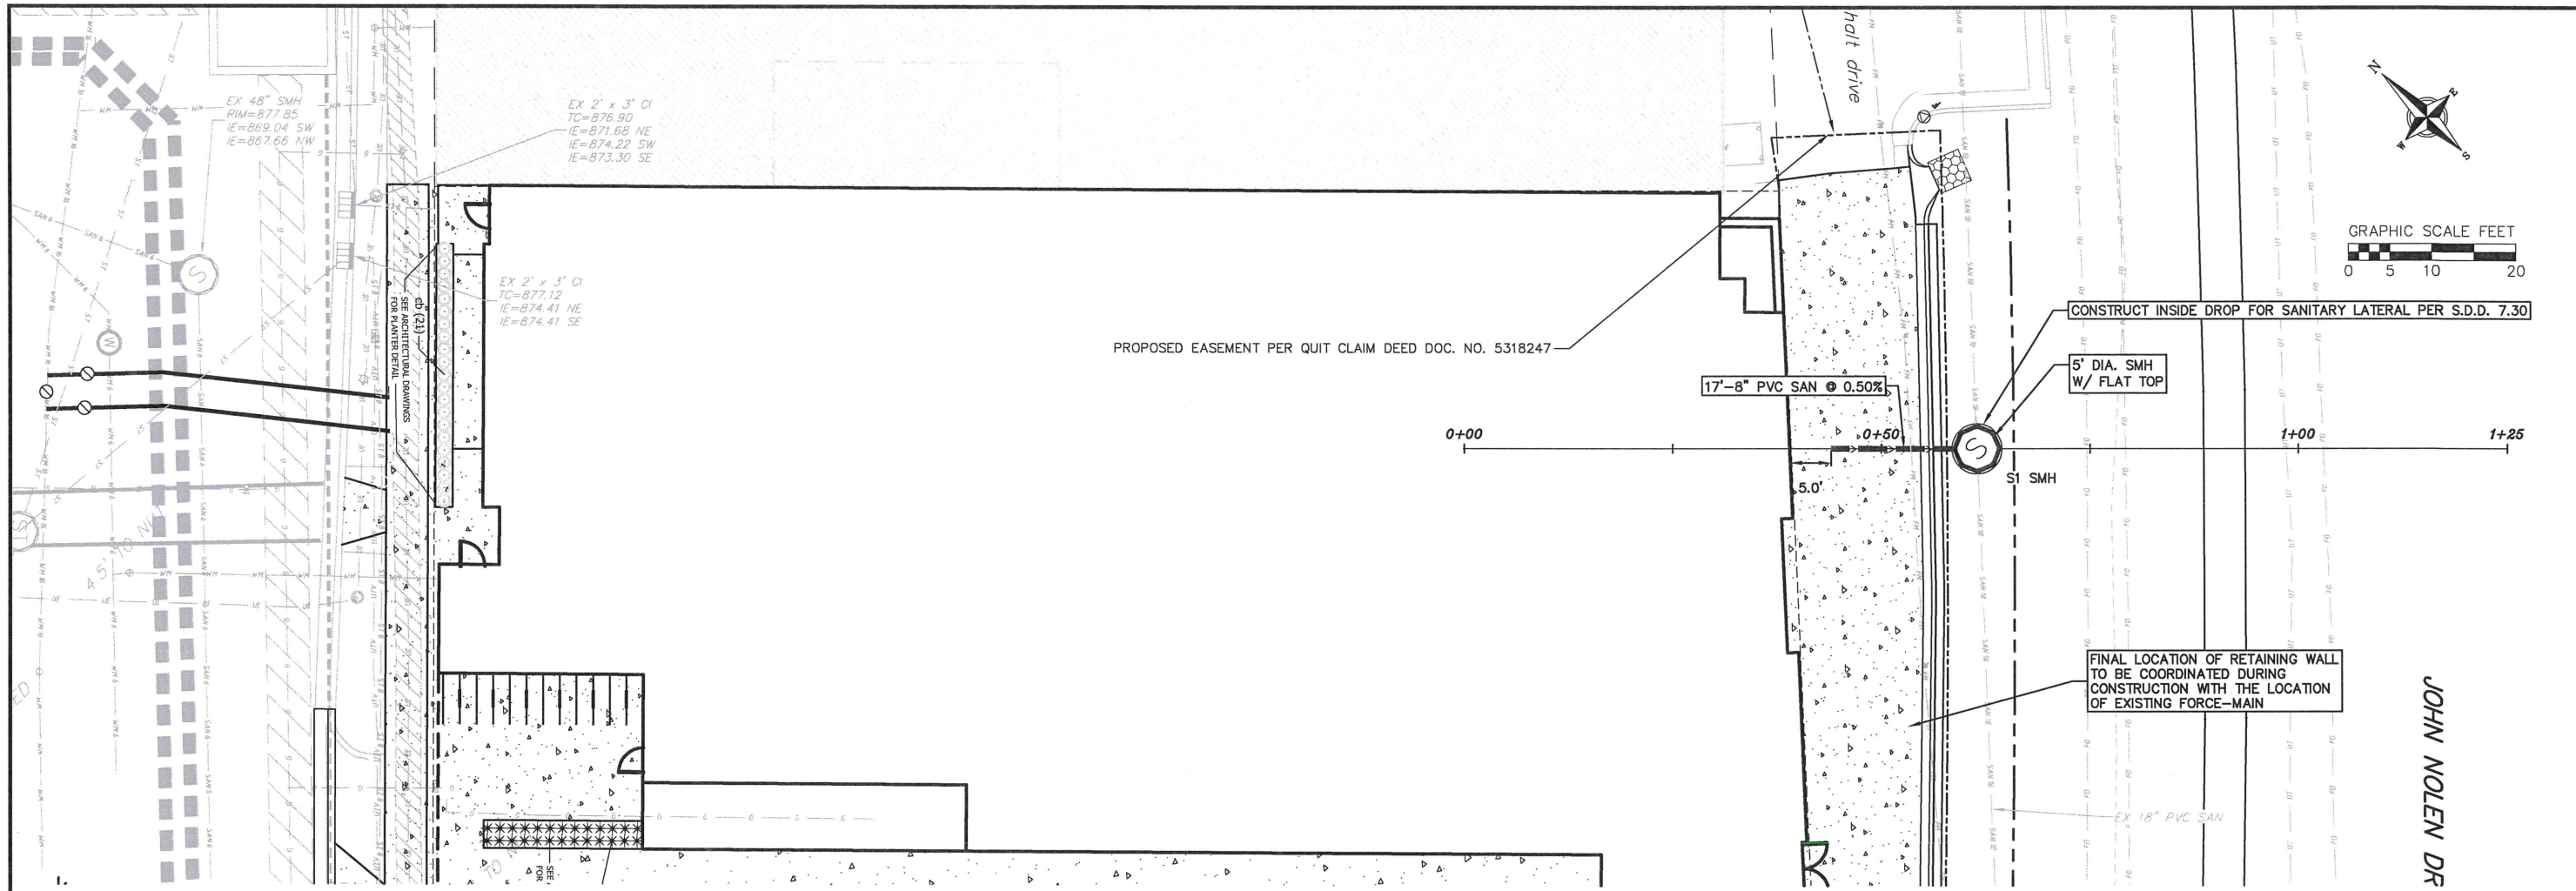 halt drive
EX 48" SMH
RIM=877.85
IE=869.04 SW
IE=867.66 NW
EX 2' x 3' CI
TC=876.90
IE=871.68 NE
IE=874.22 SW
IE=873.30 SE
N
E
W
S
GRAPHIC SCALE FEET
0 5 10 20
EX 2' x 3' CI
TC=877.12
IE=874.41 NE
IE=874.41 SE
cb (21)
SEE ARCHITECTURAL DRAWINGS
FOR PLANTER DETAIL
CONSTRUCT INSIDE DROP FOR SANITARY LATERAL PER S.D.D. 7.30
PROPOSED EASEMENT PER QUIT CLAIM DEED DOC. NO. 5318247
5' DIA. SMH
W/ FLAT TOP
17'-8" PVC SAN @ 0.50%
0+00
0+50
1+00
1+25
S
S
W
ST
5.0'
S1 SMH
FINAL LOCATION OF RETAINING WALL
TO BE COORDINATED DURING
CONSTRUCTION WITH THE LOCATION
OF EXISTING FORCE-MAIN
JOHN NOLEN DR
EX 18" PVC SAN
SEE
FOR